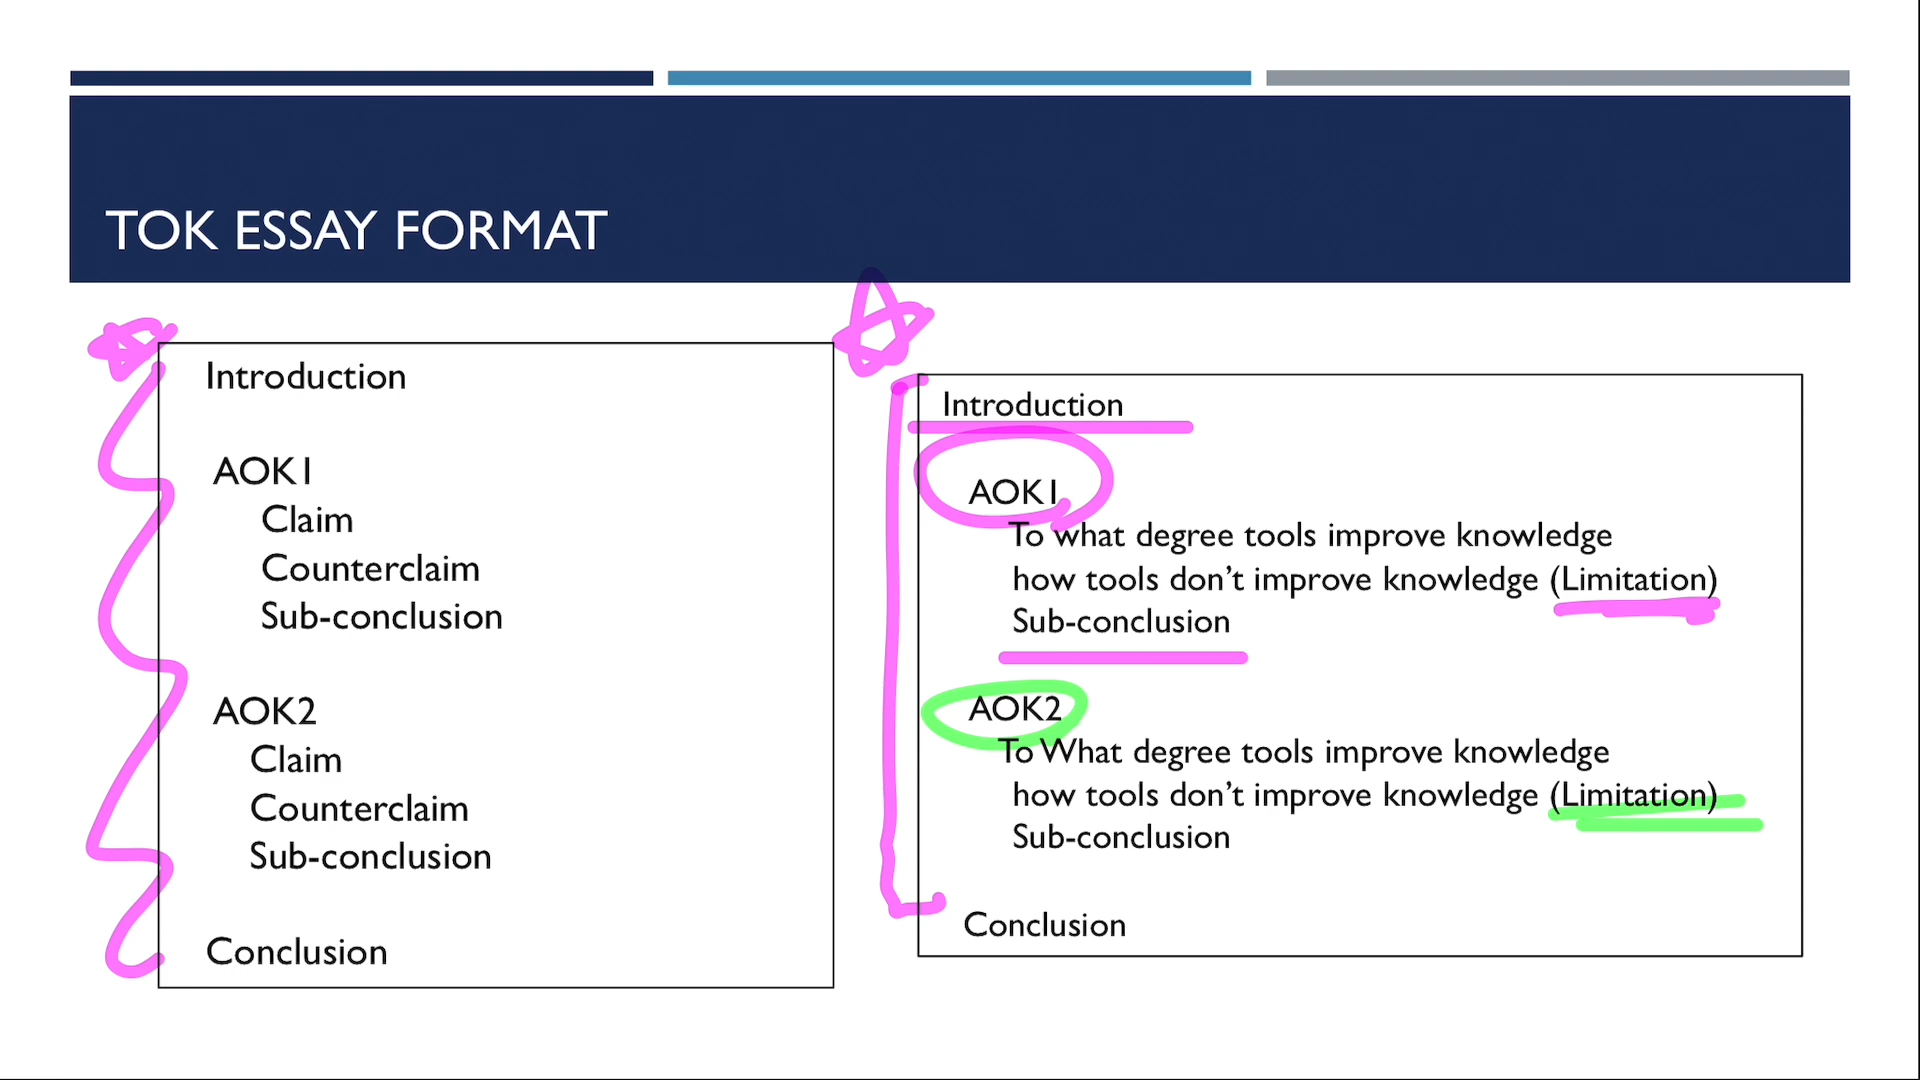 TOK ESSAY FORMAT
Introduction
AOK1
Claim
Counterclaim
Sub-conclusion
AOK2
Claim
Counterclaim
Sub-conclusion
Conclusion
Introduction
AOK1
To what degree tools improve knowledge
how tools don’t improve knowledge (Limitation)
Sub-conclusion
AOK2
To What degree tools improve knowledge
how tools don’t improve knowledge (Limitation)
Sub-conclusion
Conclusion